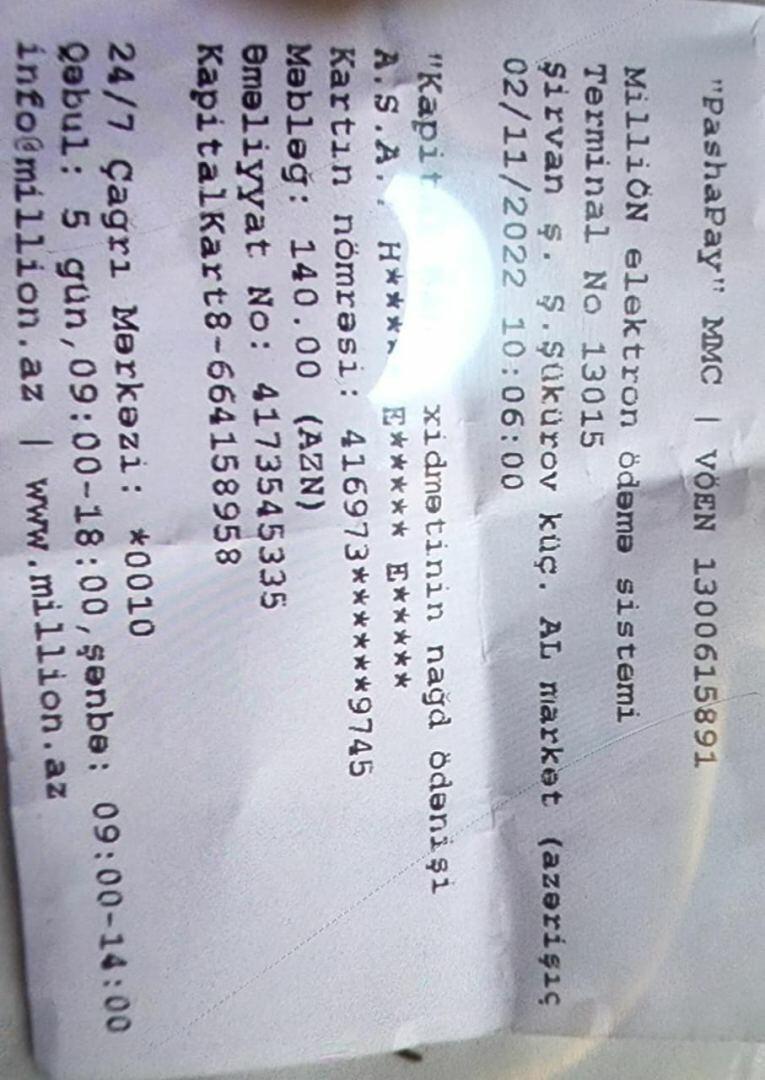 "PashaPay" MMC | VÖEN 1300615891
MilliÖN elektron ödəmə sistemi
Terminal No 13015
Şirvan ş. Ş.Şükürov küç. AL market (azərişıç
02/11/2022 10:06:00
"Kapit xidmətinin nağd ödənişi
A.S.A.: H**** E***** E*****
Kartın nömrəsi: 416973******9745
Məbləğ: 140.00 (AZN)
Əməliyyat No: 4173545335
KapitalKart8-664158958
24/7 Çağrı Mərkəzi: *0010
Qəbul: 5 gün,09:00-18:00,şənbə: 09:00-14:00
info@million.az | www.million.az